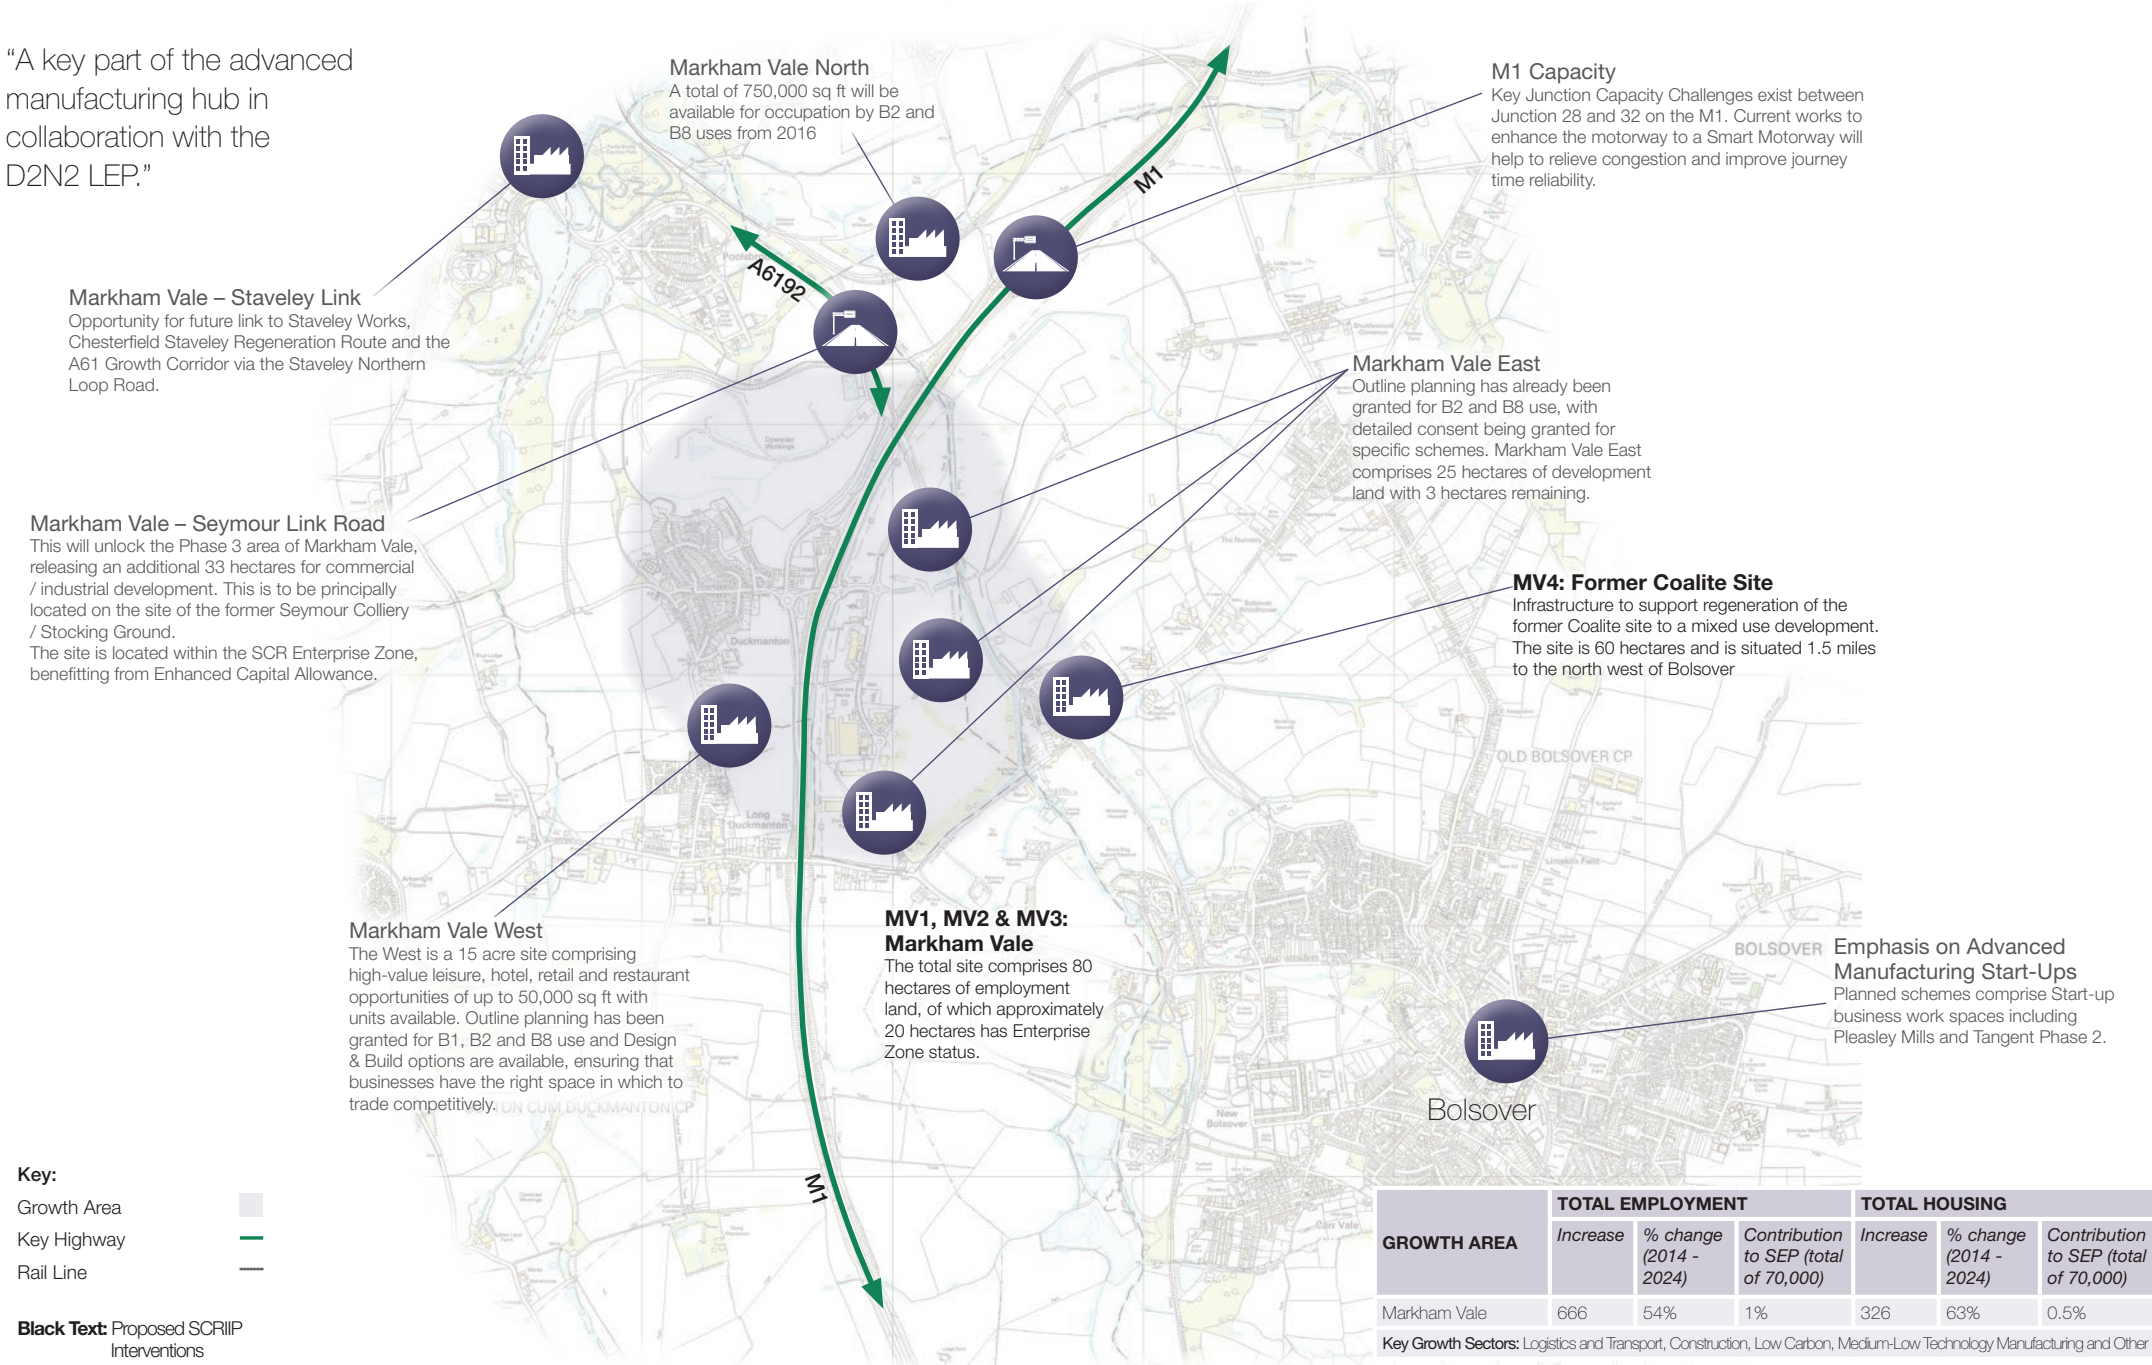 “A key part of the advanced
manufacturing hub in
collaboration with the
D2N2 LEP.”
Markham Vale North
A total of 750,000 sq ft will be
available for occupation by B2 and
B8 uses from 2016
M1 Capacity
Key Junction Capacity Challenges exist between
Junction 28 and 32 on the M1. Current works to
enhance the motorway to a Smart Motorway will
help to relieve congestion and improve journey
time reliability.
M1
A6192
Poolsbr
Markham Vale – Staveley Link
Opportunity for future link to Staveley Works,
Chesterfield Staveley Regeneration Route and the
A61 Growth Corridor via the Staveley Northern
Loop Road.
Markham Vale East
Outline planning has already been
granted for B2 and B8 use, with
detailed consent being granted for
specific schemes. Markham Vale East
comprises 25 hectares of development
land with 3 hectares remaining.
Markham Vale – Seymour Link Road
This will unlock the Phase 3 area of Markham Vale,
releasing an additional 33 hectares for commercial
/ industrial development. This is to be principally
located on the site of the former Seymour Colliery
/ Stocking Ground.
The site is located within the SCR Enterprise Zone,
benefitting from Enhanced Capital Allowance.
MV4: Former Coalite Site
Infrastructure to support regeneration of the
former Coalite site to a mixed use development.
The site is 60 hectares and is situated 1.5 miles
to the north west of Bolsover
Duckmanton
OLD BOLSOVER CP
Long
Duckmanton
Limekiln Field
Markham Vale West
The West is a 15 acre site comprising
high-value leisure, hotel, retail and restaurant
opportunities of up to 50,000 sq ft with
units available. Outline planning has been
granted for B1, B2 and B8 use and Design
& Build options are available, ensuring that
businesses have the right space in which to
trade competitively.
TON CUM DUCKMANTON CP
MV1, MV2 & MV3:
Markham Vale
The total site comprises 80
hectares of employment
land, of which approximately
20 hectares has Enterprise
Zone status.
BOLSOVER
Emphasis on Advanced
Manufacturing Start-Ups
Planned schemes comprise Start-up
business work spaces including
Pleasley Mills and Tangent Phase 2.
Bolsover
New
Bolsover
Carr Vale
M1
Key:
Growth Area
Key Highway
Rail Line
Black Text: Proposed SCRIIP
Interventions
GROWTH AREA TOTAL EMPLOYMENT TOTAL HOUSING
Increase % change (2014 - 2024) Contribution to SEP (total of 70,000) Increase % change (2014 - 2024) Contribution to SEP (total of 70,000)
Markham Vale 666 54% 1% 326 63% 0.5%
Key Growth Sectors: Logistics and Transport, Construction, Low Carbon, Medium-Low Technology Manufacturing and Other